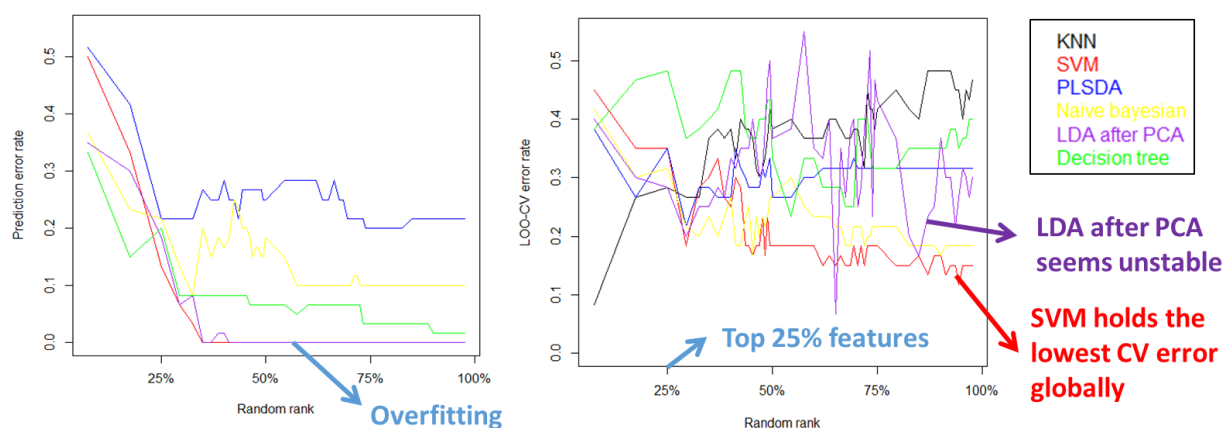 Prediction error rate
0.0
0.1
0.2
0.3
0.4
0.5
25%
50%
75%
100%
Random rank
Overfitting
LOO-CV error rate
0.0
0.1
0.2
0.3
0.4
0.5
25%
50%
75%
100%
Random rank
Top 25% features
KNN
SVM
PLSDA
Naive bayesian
LDA after PCA
Decision tree
LDA after PCA
seems unstable
SVM holds the
lowest CV error
globally